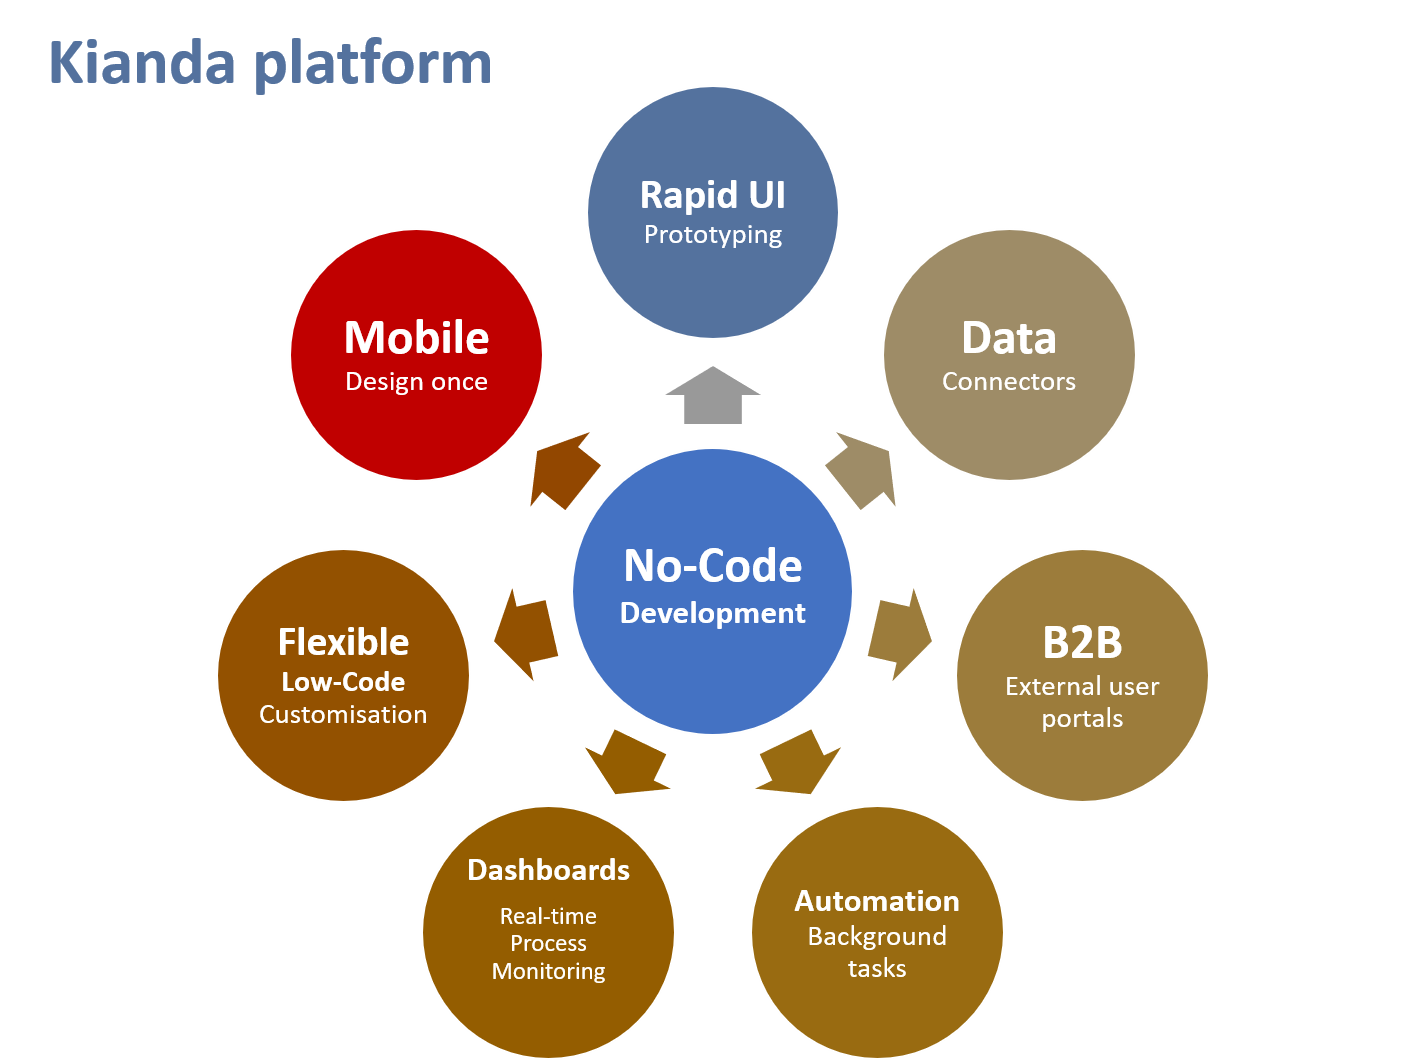 Kianda platform
Rapid UI
Prototyping
Mobile
Design once
Data
Connectors
No-Code
Development
Flexible
Low-Code
Customisation
B2B
External user
portals
Dashboards
Real-time
Process
Monitoring
Automation
Background
tasks